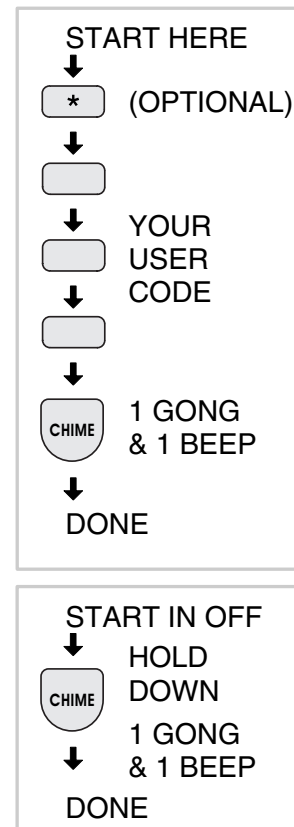 START HERE
* (OPTIONAL)
YOUR
USER
CODE
CHIME
1 GONG
& 1 BEEP
DONE
START IN OFF
HOLD
DOWN
CHIME
1 GONG
& 1 BEEP
DONE